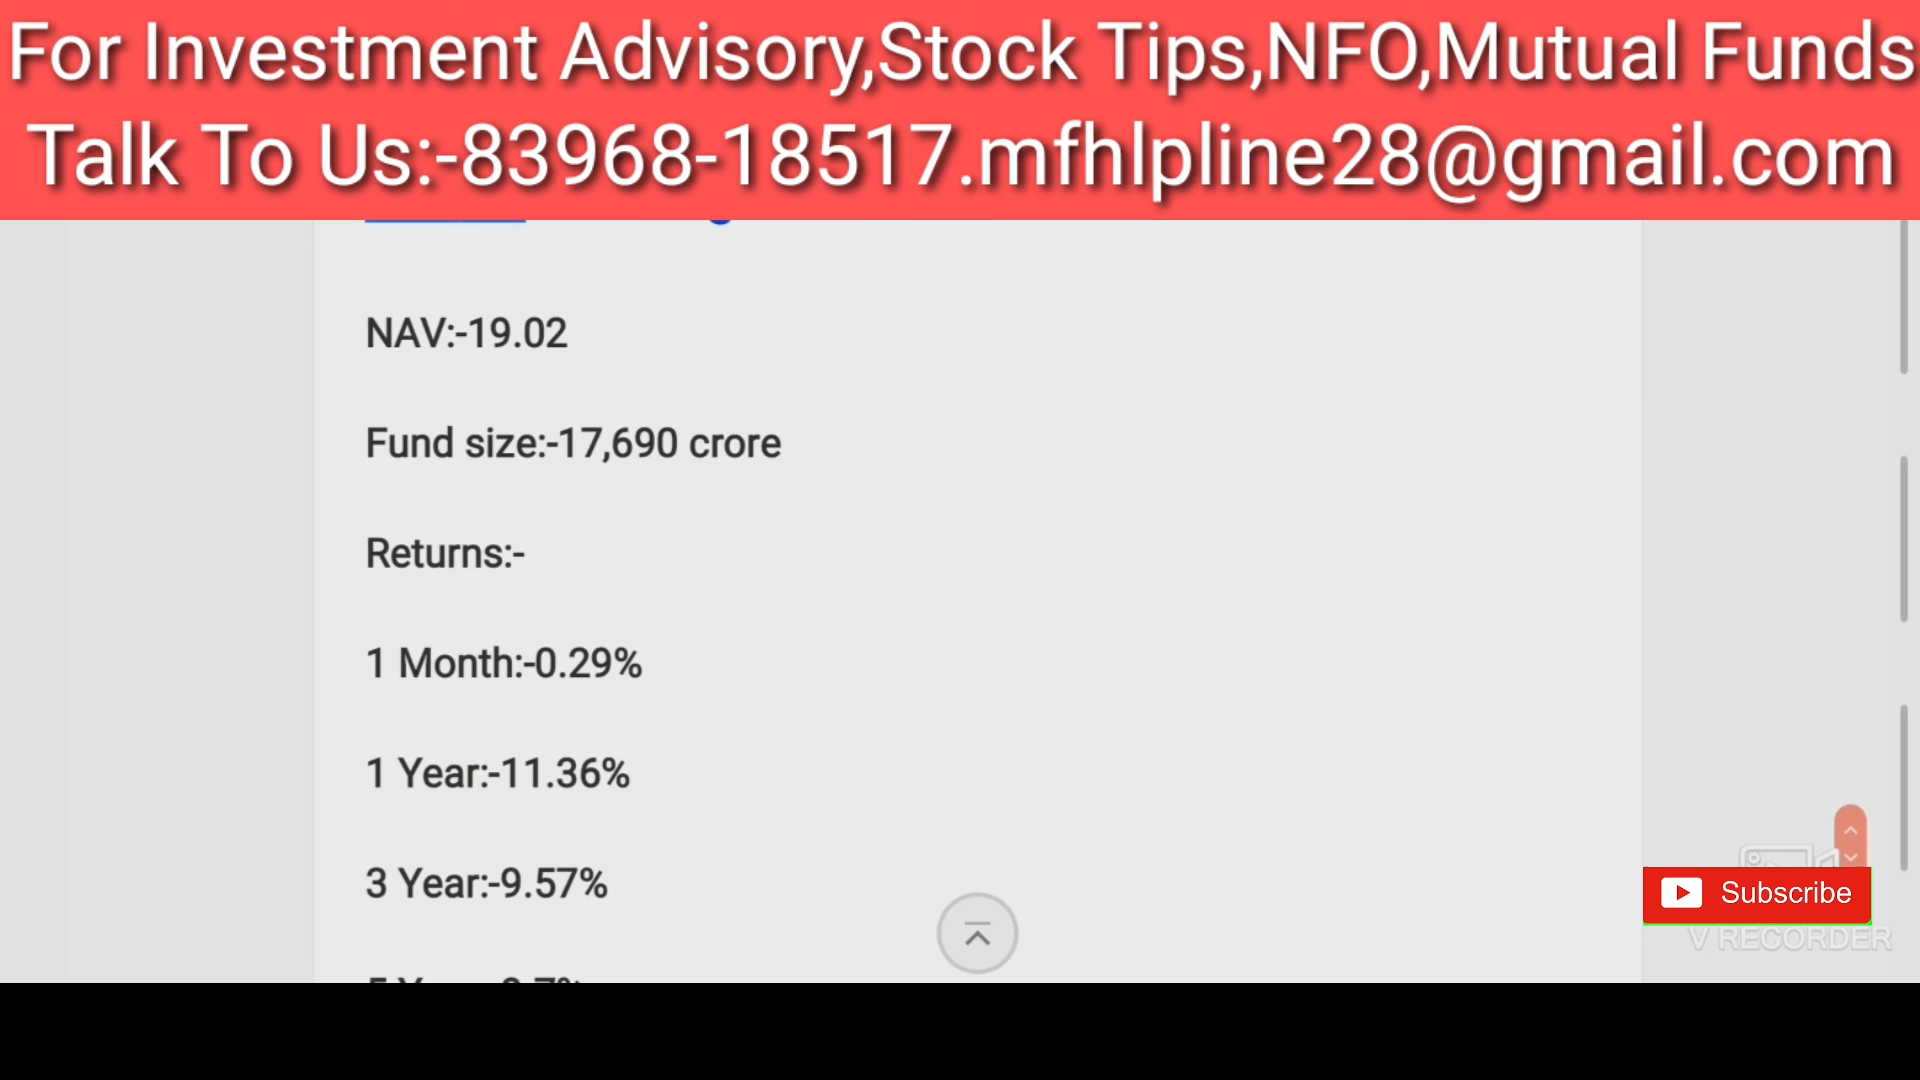 For Investment Advisory,Stock Tips,NFO,Mutual Funds
Talk To Us:-83968-18517.mfhlpline28@gmail.com
NAV:-19.02
Fund size:-17,690 crore
Returns:-
1 Month:-0.29%
1 Year:-11.36%
3 Year:-9.57%
Subscribe
V RECORDER